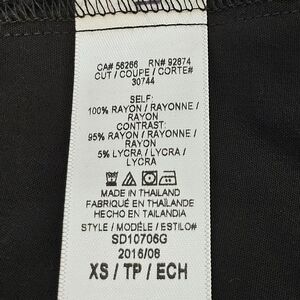 CA# 56266 RN# 92874
CUT / COUPE / CORTE#
30744
SELF:
100% RAYON / RAYONNE /
RAYON
CONTRAST:
95% RAYON / RAYONNE /
RAYON
5% LYCRA / LYCRA /
LYCRA
MADE IN THAILAND
FABRIQUÉ EN THAÏLANDE
HECHO EN TAILANDIA
STYLE / MODÈLE / ESTILO#
SD10706G
2016/08
XS / TP / ECH